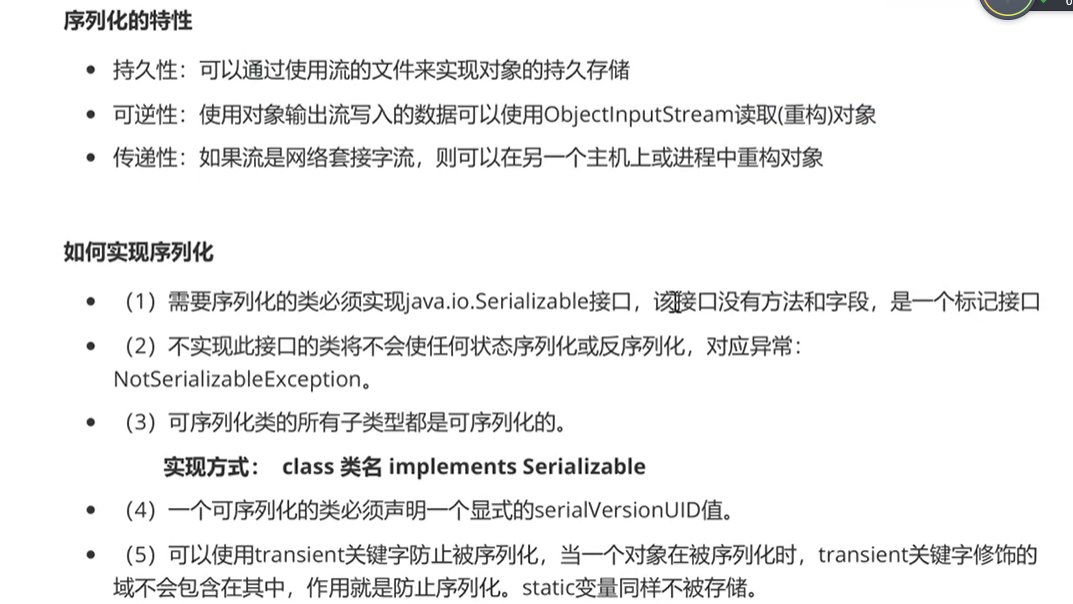 序列化的特性
持久性：可以通过使用流的文件来实现对象的持久存储
可逆性：使用对象输出流写入的数据可以使用ObjectInputStream读取(重构)对象
传递性：如果流是网络套接字流，则可以在另一个主机上或进程中重构对象
如何实现序列化
（1）需要序列化的类必须实现java.io.Serializable接口，该接口没有方法和字段，是一个标记接口
（2）不实现此接口的类将不会使任何状态序列化或反序列化，对应异常：
NotSerializableException。
（3）可序列化类的所有子类型都是可序列化的。
实现方式： class 类名 implements Serializable
（4）一个可序列化的类必须声明一个显式的serialVersionUID值。
（5）可以使用transient关键字防止被序列化，当一个对象在被序列化时，transient关键字修饰的
域不会包含在其中，作用就是防止序列化。static变量同样不被存储。